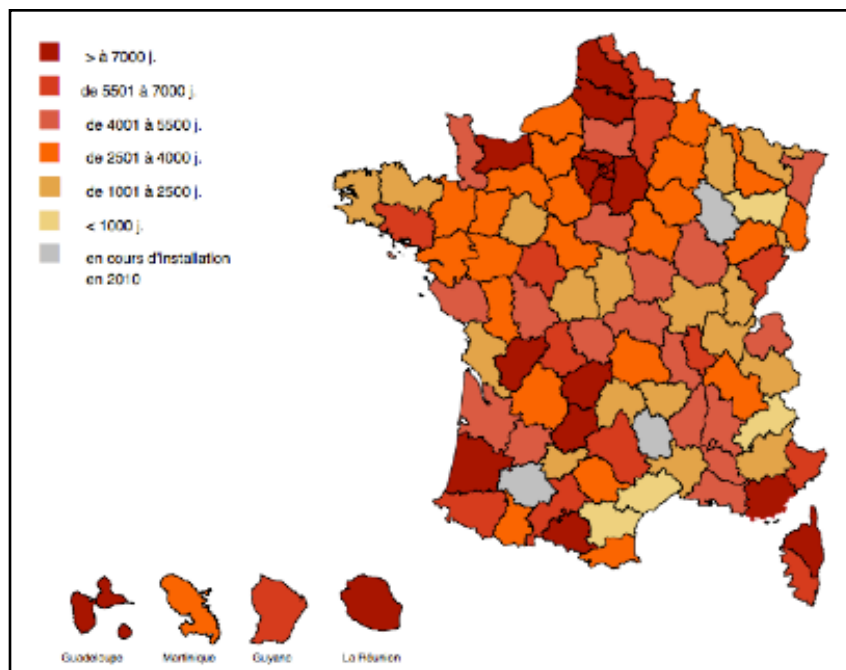 > à 7000 j.
de 5501 à 7000 j.
de 4001 à 5500 j.
de 2501 à 4000 j.
de 1001 à 2500 j.
< 1000 j.
en cours d'installation
en 2010
Guadeloupe Martinique Guyane La Réunion